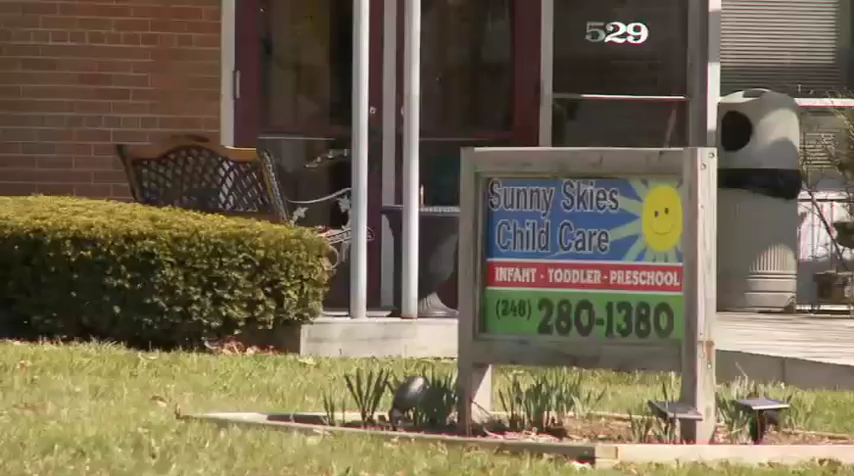 529
Sunny Skies
Child Care
INFANT - TODDLER - PRESCHOOL
(248) 280-1380